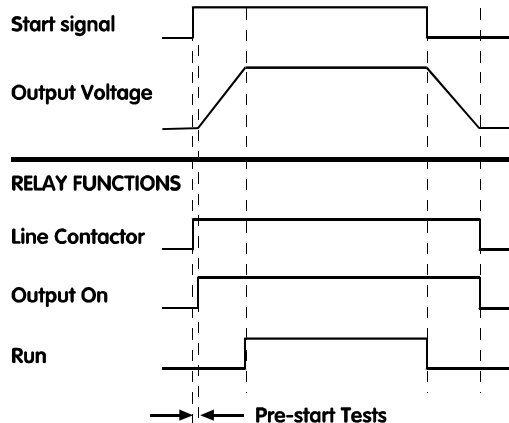 Start signal
Output Voltage
RELAY FUNCTIONS
Line Contactor
Output On
Run
Pre-start Tests